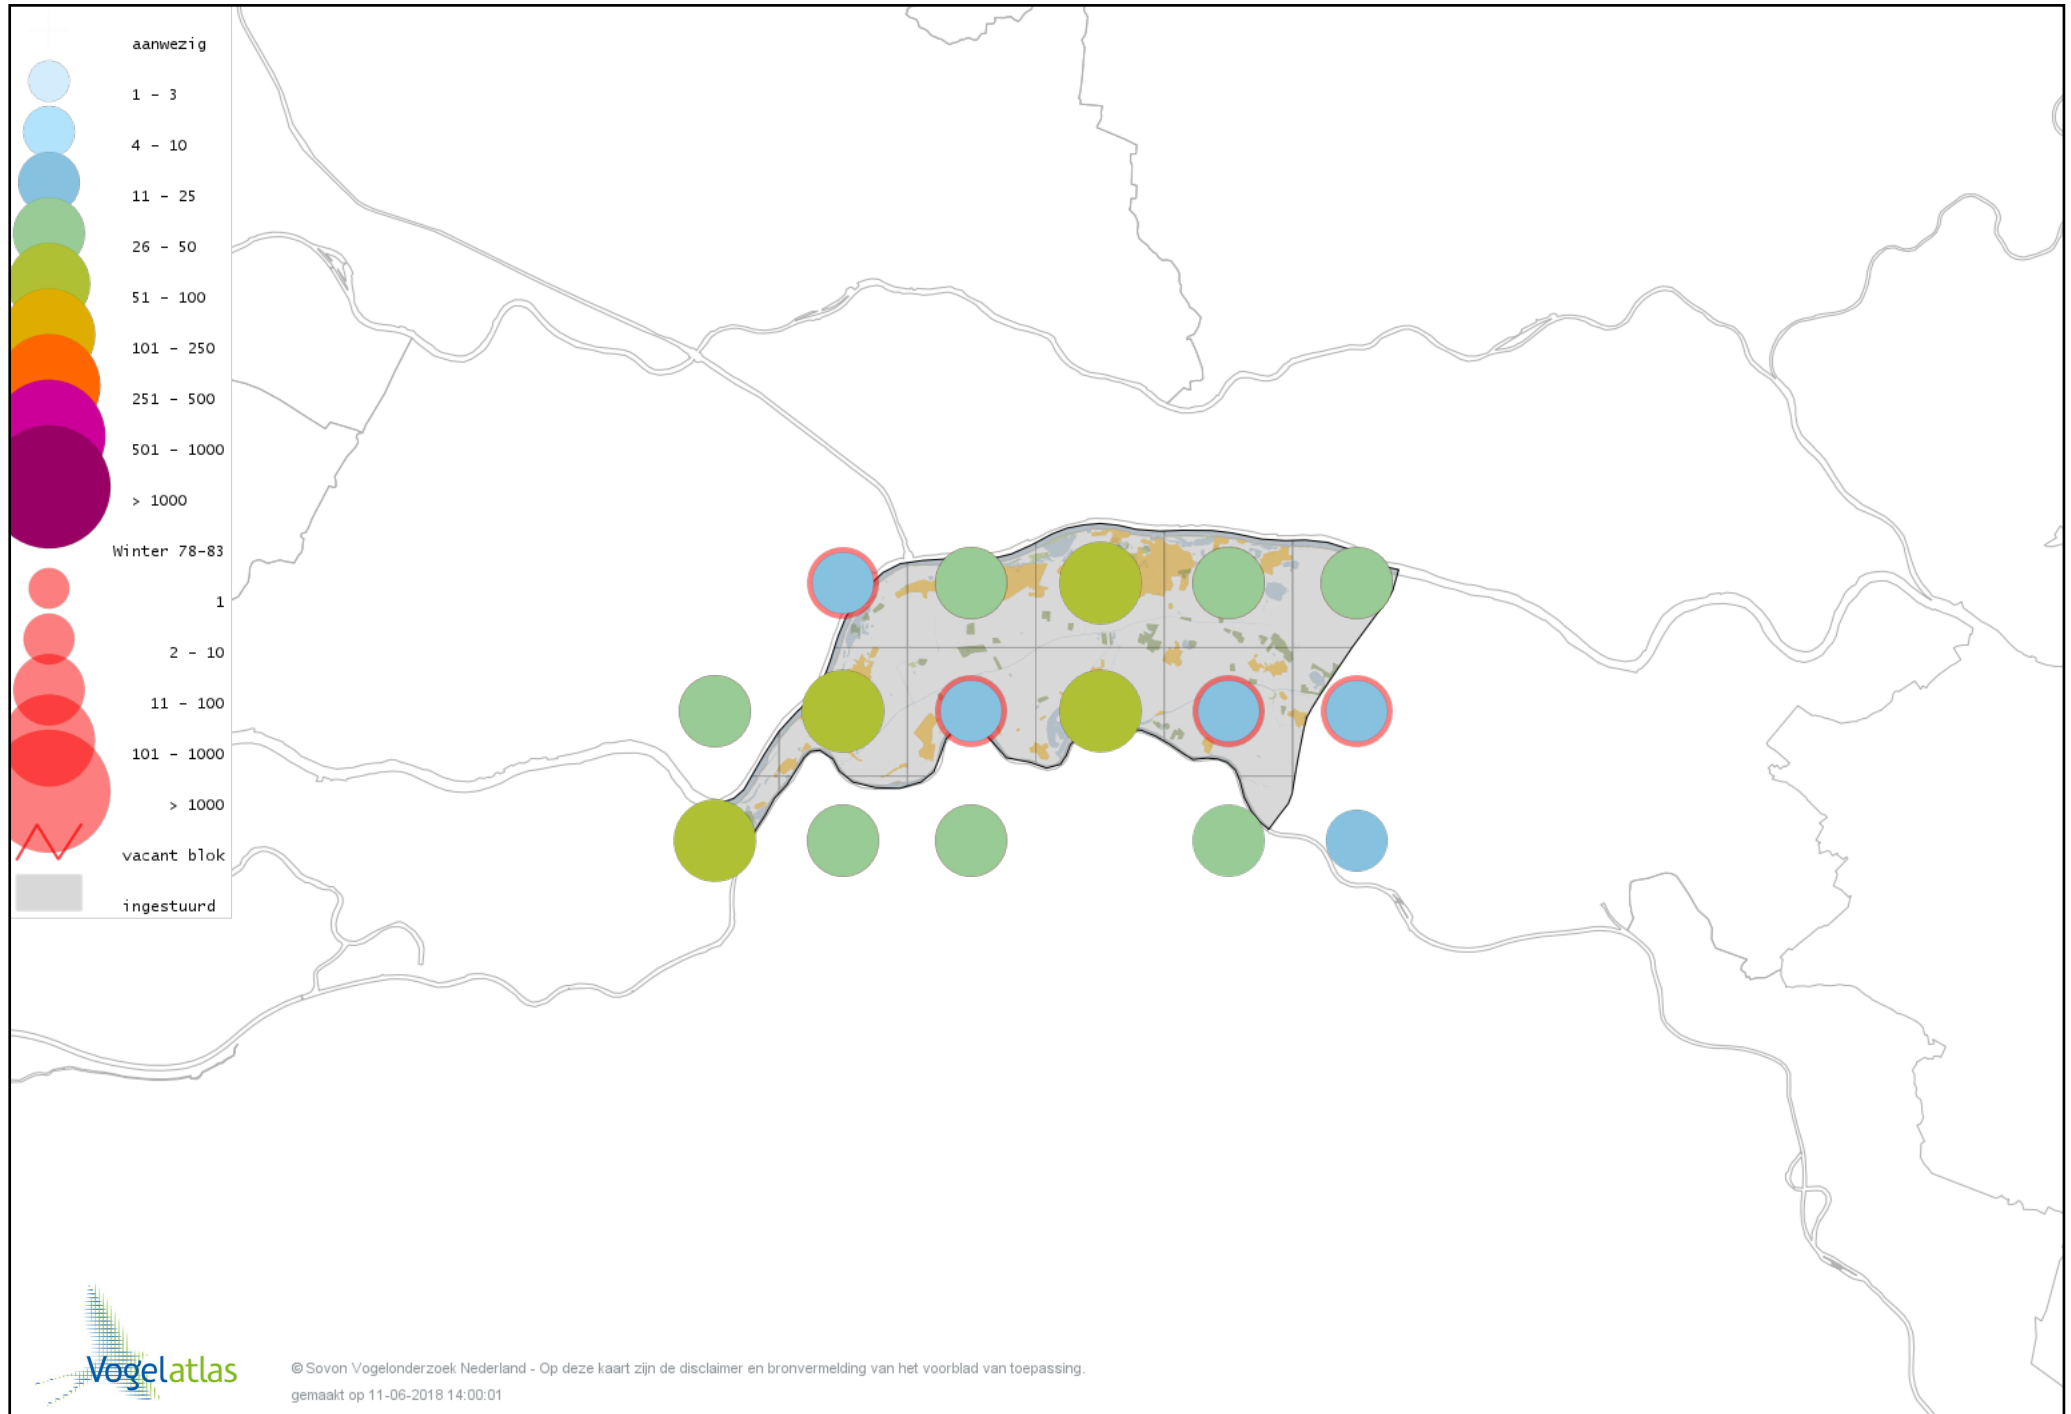 aanwezig
1 - 3
4 - 10
11 - 25
26 - 50
51 - 100
101 - 250
251 - 500
501 - 1000
> 1000
Winter 78-83
1
2 - 10
11 - 100
101 - 1000
> 1000
vacant blok
ingestuurd
Vogelatlas
© Sovon Vogelonderzoek Nederland - Op deze kaart zijn de disclaimer en bronvermelding van het voorblad van toepassing.
gemaakt op 11-06-2018 14:00:01